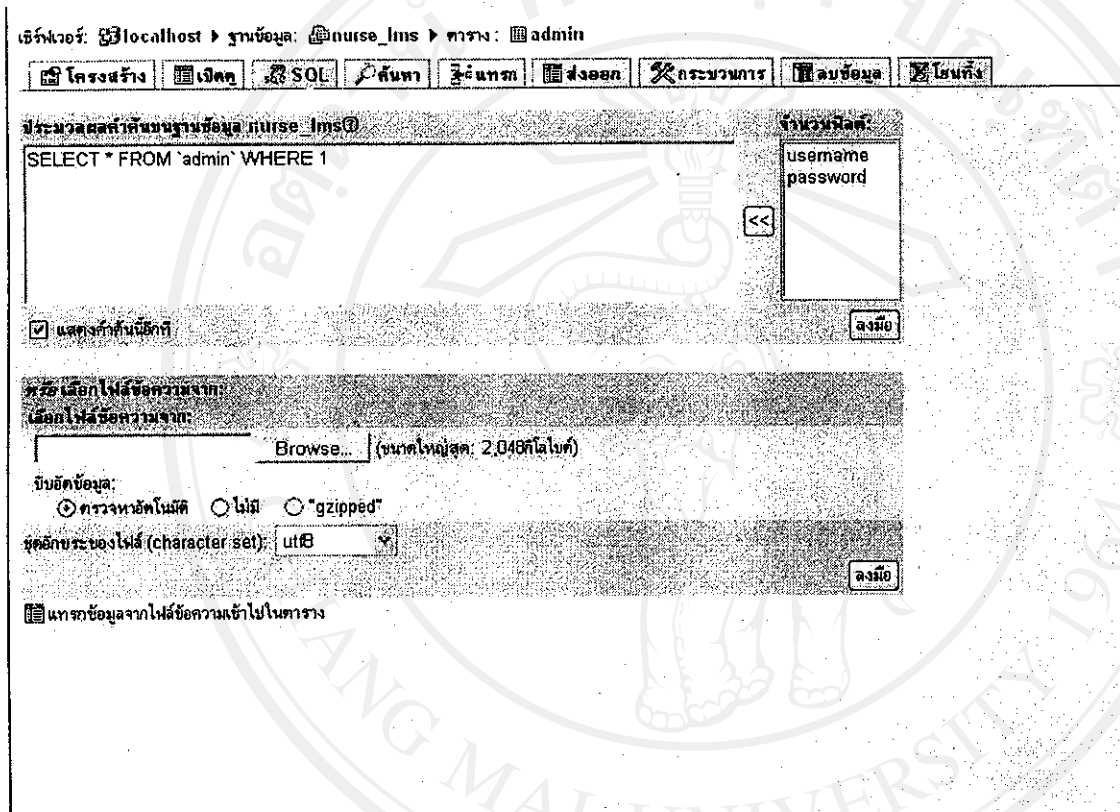 เซิร์ฟเวอร์: localhost ▶ ฐานข้อมูล: nurse_lms ▶ ตาราง: admin
โครงสร้าง เปิดดู SQL ค้นหา แทรก ส่งออก กระบวนการ ลบข้อมูล โยนทิ้ง
ประมวลผลคำค้นบนฐานข้อมูล nurse_lms จำนวนฟิลด์:
SELECT * FROM `admin` WHERE 1
username
password
<<
แสดงคำค้นนี้อีกที ลงมือ
หรือ เลือกไฟล์ข้อความจาก:
เลือกไฟล์ข้อความจาก:
Browse... (ขนาดใหญ่สุด: 2,048กิโลไบต์)
บีบอัดข้อมูล:
ตรวจหาอัตโนมัติ ไม่มี "gzipped"
ชุดอักขระของไฟล์ (character set): utf8
ลงมือ
แทรกข้อมูลจากไฟล์ข้อความเข้าไปในตาราง
ANG MAI UNIVERSITY 1964